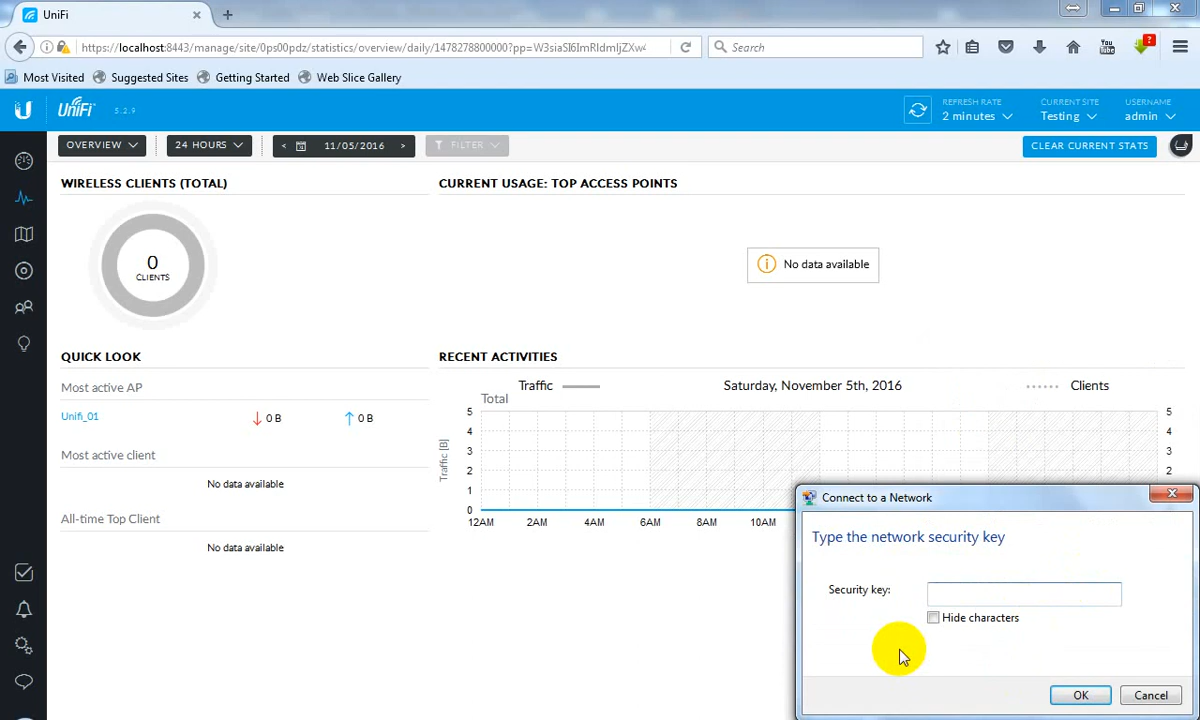 UniFi
https://localhost:8443/manage/site/0ps00pdz/statistics/overview/daily/1478278800000?pp=W3siaSI6ImRldmljZXw
Search
You Tube
?
Most Visited Suggested Sites Getting Started Web Slice Gallery
U UniFi 5.2.9
REFRESH RATE CURRENT SITE USERNAME
2 minutes Testing admin
OVERVIEW 24 HOURS < 11/05/2016 > FILTER CLEAR CURRENT STATS
WIRELESS CLIENTS (TOTAL) CURRENT USAGE: TOP ACCESS POINTS
0
CLIENTS
No data available
QUICK LOOK RECENT ACTIVITIES
Most active AP
Traffic Saturday, November 5th, 2016 Clients
Total
Unifi_01 0 B 0 B
5 5
4 4
3 3
2 2
1
0
Traffic [B]
12AM 2AM 4AM 6AM 8AM 10AM
Most active client
No data available
All-time Top Client
No data available
Connect to a Network
Type the network security key
Security key:
Hide characters
OK Cancel